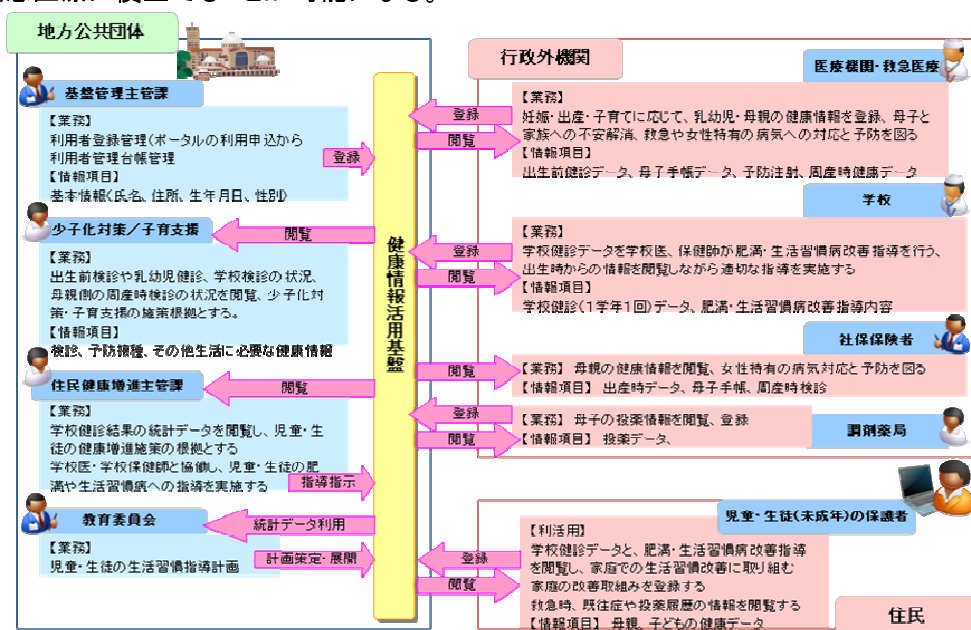 地方公共団体
基盤管理主管課
【業務】
利用者登録管理(ポータルの利用申込から
利用者管理台帳管理
【情報項目】
基本情報(氏名、住所、生年月日、性別)
登録
少子化対策/子育支援
閲覧
【業務】
出生前検診や乳幼児健診、学校検診の状況、
母親側の周産時検診の状況を閲覧、少子化対
策・子育支援の施策根拠とする。
【情報項目】
検診、予防接種、その他生活に必要な健康情報
住民健康増進主管課
閲覧
【業務】
学校健診結果の統計データを閲覧し、児童・生
徒の健康増進施策の根拠とする
学校医・学校保健師と協働し、児童・生徒の肥
満や生活習慣病への指導を実施する
指導指示
教育委員会
統計データ利用
【業務】
児童・生徒の生活習慣指導計画
計画策定・展開
健康情報活用基盤
行政外機関
医療機関・救急医療
登録
閲覧
【業務】
妊娠・出産・子育てに応じて、乳幼児・母親の健康情報を登録、母子と
家族への不安解消、救急や女性特有の病気への対応と予防を図る
【情報項目】
出生前健診データ、母子手帳データ、予防注射、周産時健康データ
学校
登録
閲覧
【業務】
学校健診データを学校医、保健師が肥満・生活習慣病改善指導を行う、
出生時からの情報を閲覧しながら適切な指導を実施する
【情報項目】
学校健診(1学年1回)データ、肥満・生活習慣病改善指導内容
社保保険者
閲覧
【業務】 母親の健康情報を閲覧、女性特有の病気対応と予防を図る
【情報項目】 出産時データ、母子手帳、周産時検診
登録
閲覧
【業務】 母子の投薬情報を閲覧、登録
【情報項目】 投薬データ、
調剤薬局
児童・生徒(未成年)の保護者
登録
閲覧
【利活用】
学校健診データと、肥満・生活習慣病改善指導
を閲覧し、家庭での生活習慣改善に取り組む
家庭の改善取組みを登録する
救急時、既往症や投薬履歴の情報を閲覧する
【情報項目】 母親、子どもの健康データ
住民